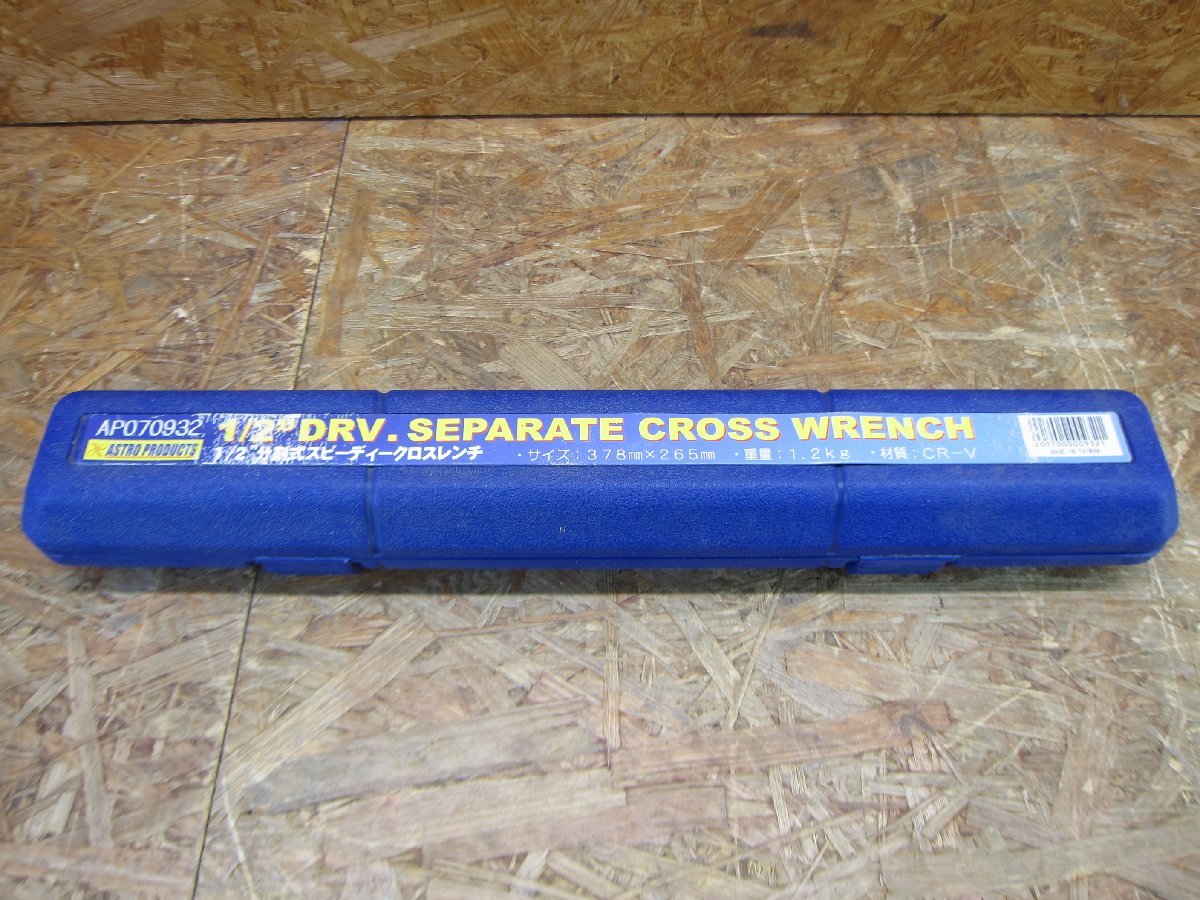 AP070932
ASTRO PRODUCTS
1/2" DRV. SEPARATE CROSS WRENCH
1/2" 分割式スピーディークロスレンチ ・サイズ：378mm×265mm ・重量：1.2kg ・材質：CR-V
MADE IN TAIWAN